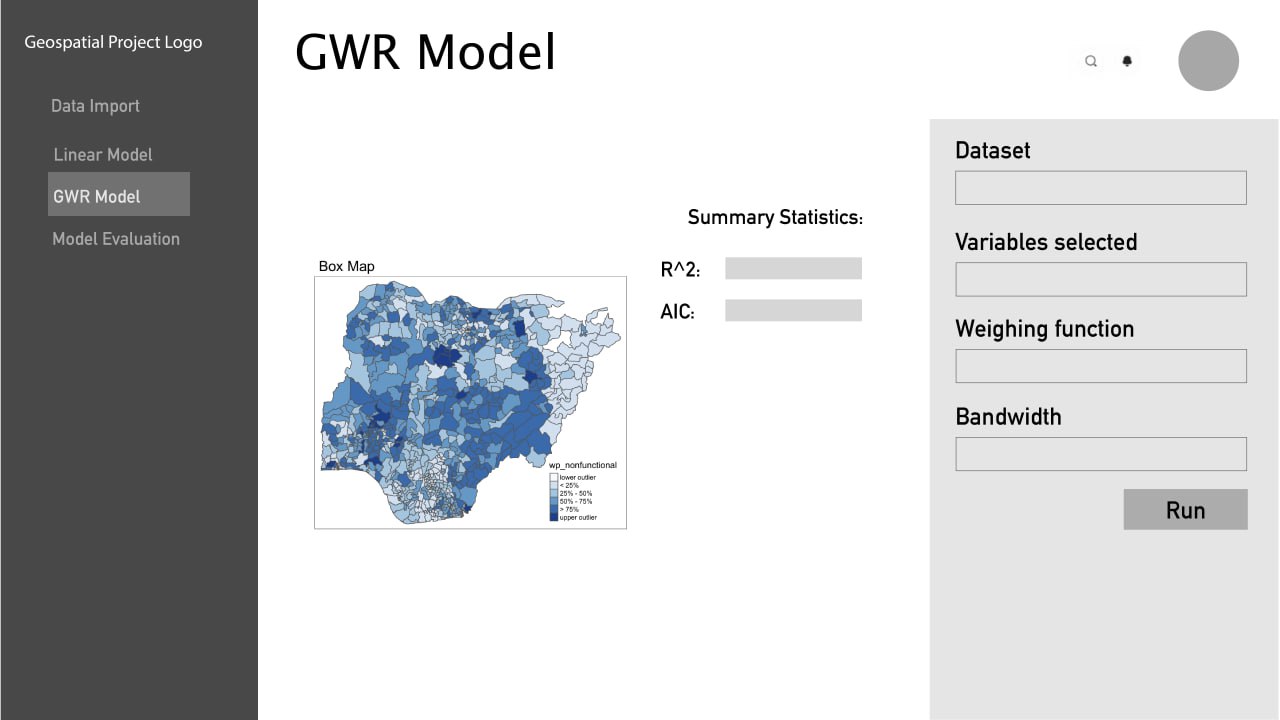 Geospatial Project Logo
Data Import
Linear Model
GWR Model
Model Evaluation
GWR Model
Summary Statistics:
R^2:
AIC:
Box Map
wp_nonfunctional
lower outlier
< 25%
25% - 50%
50% - 75%
> 75%
upper outlier
Dataset
Variables selected
Weighing function
Bandwidth
Run